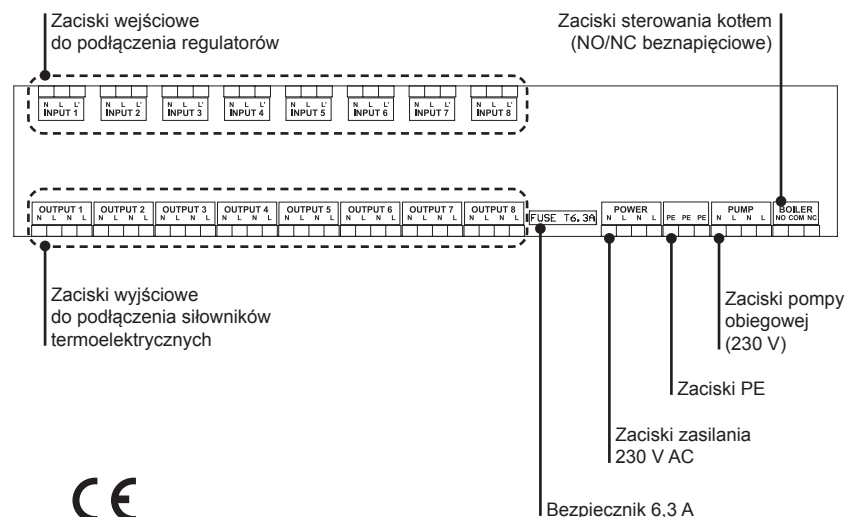 Zaciski wejściowe
do podłączenia regulatorów
Zaciski sterowania kotłem
(NO/NC beznapięciowe)
N L L' N L L' N L L' N L L' N L L' N L L' N L L' N L L'
INPUT 1 INPUT 2 INPUT 3 INPUT 4 INPUT 5 INPUT 6 INPUT 7 INPUT 8
OUTPUT 1 OUTPUT 2 OUTPUT 3 OUTPUT 4 OUTPUT 5 OUTPUT 6 OUTPUT 7 OUTPUT 8 POWER PUMP BOILER
N L N L N L N L N L N L N L N L N L N L N L N L N L N L N L N L FUSE T6.3A N L N L PE PE PE N L N L NO COM NC
Zaciski wyjściowe
do podłączenia siłowników
termoelektrycznych
Zaciski pompy
obiegowej
(230 V)
Zaciski PE
Zaciski zasilania
230 V AC
CE
Bezpiecznik 6,3 A